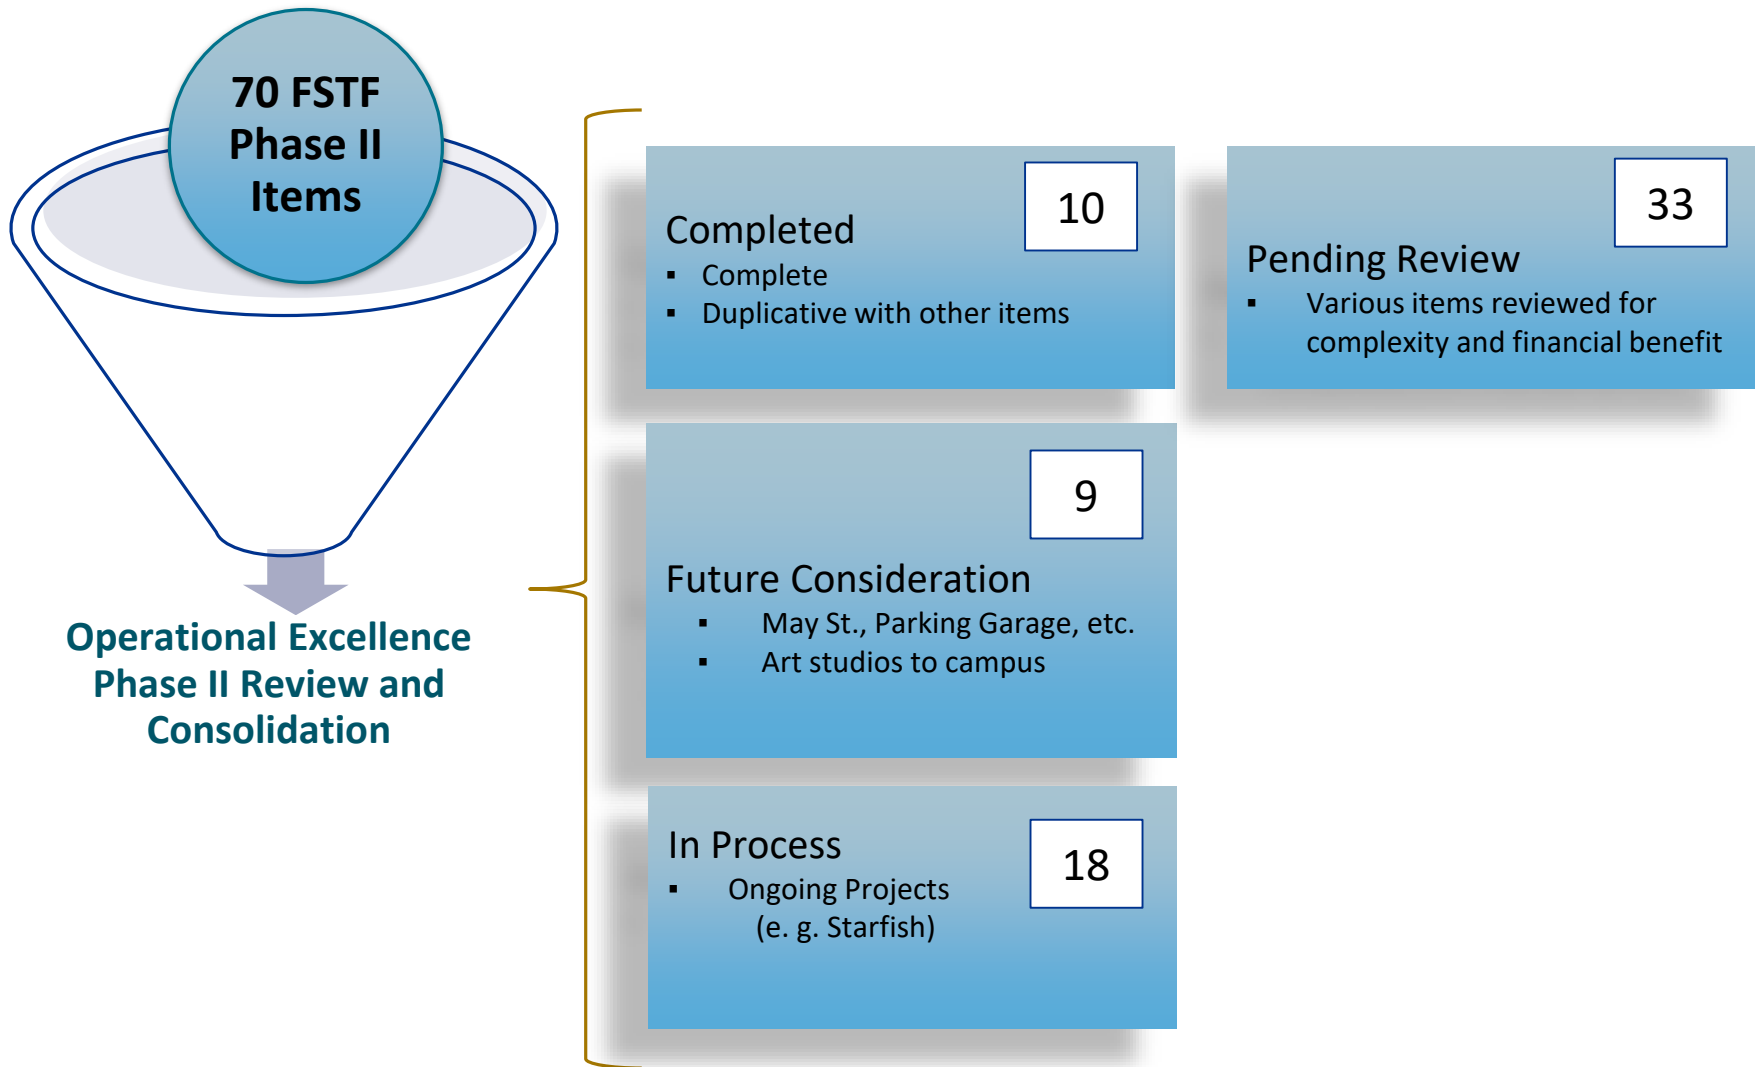 70 FSTF
Phase II
Items
Operational Excellence
Phase II Review and
Consolidation
10
Completed
▪ Complete
▪ Duplicative with other items
33
Pending Review
▪ Various items reviewed for
complexity and financial benefit
9
Future Consideration
▪ May St., Parking Garage, etc.
▪ Art studios to campus
18
In Process
▪ Ongoing Projects
(e. g. Starfish)